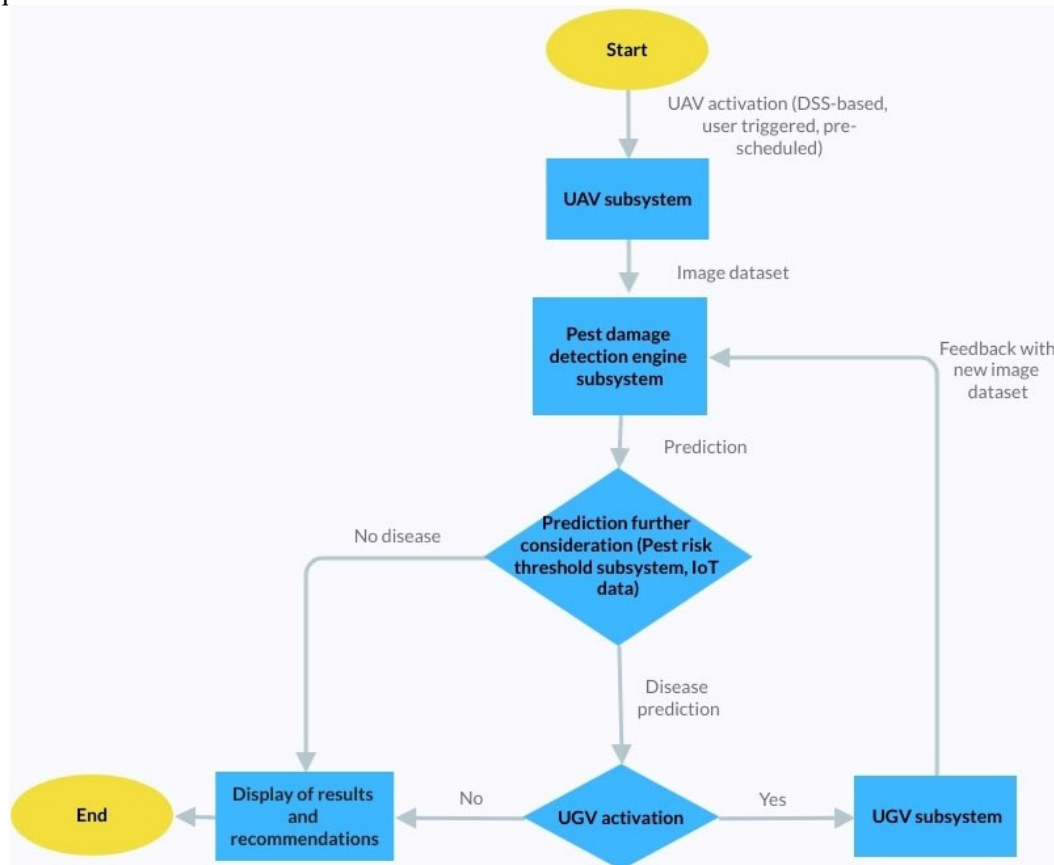 Start
UAV activation (DSS-based,
user triggered, pre-
scheduled)
UAV subsystem
Image dataset
Pest damage
detection engine
subsystem
Feedback with
new image
dataset
Prediction
No disease
Prediction further
consideration (Pest risk
threshold subsystem, IoT
data)
Disease
prediction
End
Display of results
and
recommendations
No
UGV activation
Yes
UGV subsystem